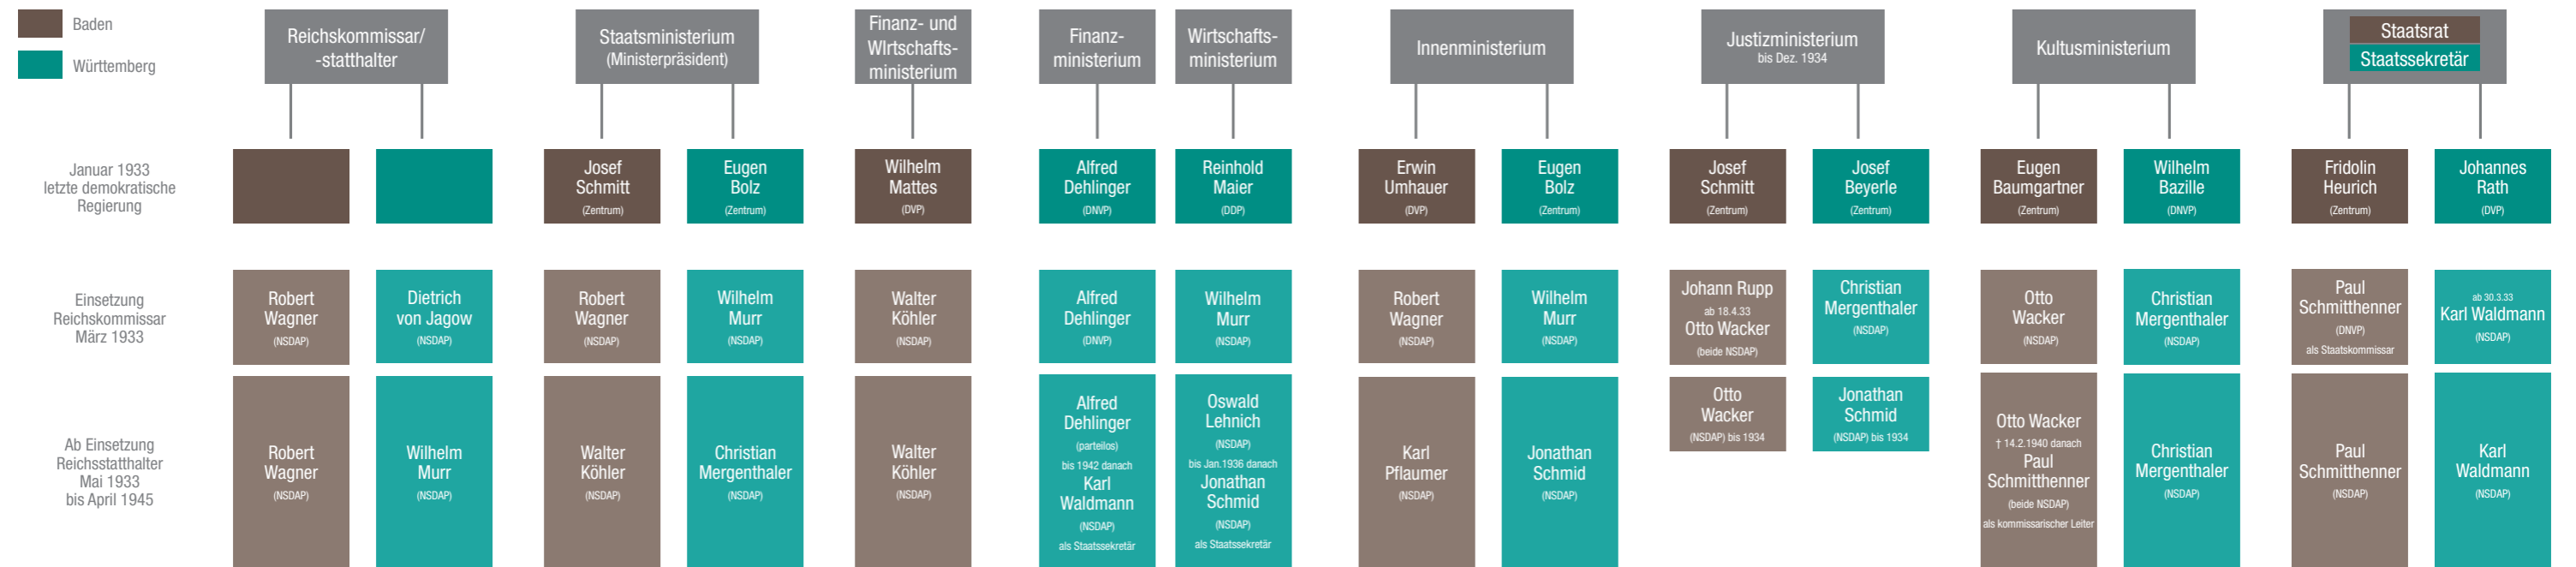 Baden
Württemberg
Reichskommissar/
-statthalter
Staatsministerium
(Ministerpräsident)
Finanz- und
WIrtschafts-
ministerium
Finanz-
ministerium
Wirtschafts-
ministerium
Innenministerium
Justizministerium
bis Dez. 1934
Kultusministerium
Staatsrat
Staatssekretär
Januar 1933
letzte demokratische
Regierung
Josef
Schmitt
(Zentrum)
Eugen
Bolz
(Zentrum)
Wilhelm
Mattes
(DVP)
Alfred
Dehlinger
(DNVP)
Reinhold
Maier
(DDP)
Erwin
Umhauer
(DVP)
Eugen
Bolz
(Zentrum)
Josef
Schmitt
(Zentrum)
Josef
Beyerle
(Zentrum)
Eugen
Baumgartner
(Zentrum)
Wilhelm
Bazille
(DNVP)
Fridolin
Heurich
(Zentrum)
Johannes
Rath
(DVP)
Einsetzung
Reichskommissar
März 1933
Robert
Wagner
(NSDAP)
Dietrich
von Jagow
(NSDAP)
Robert
Wagner
(NSDAP)
Wilhelm
Murr
(NSDAP)
Walter
Köhler
(NSDAP)
Alfred
Dehlinger
(DNVP)
Wilhelm
Murr
(NSDAP)
Robert
Wagner
(NSDAP)
Wilhelm
Murr
(NSDAP)
Johann Rupp
ab 18.4.33
Otto Wacker
(beide NSDAP)
Christian
Mergenthaler
(NSDAP)
Otto
Wacker
(NSDAP)
Christian
Mergenthaler
(NSDAP)
Paul
Schmitthenner
(DNVP)
als Staatskommissar
ab 30.3.33
Karl Waldmann
(NSDAP)
Ab Einsetzung
Reichsstatthalter
Mai 1933
bis April 1945
Robert
Wagner
(NSDAP)
Wilhelm
Murr
(NSDAP)
Walter
Köhler
(NSDAP)
Christian
Mergenthaler
(NSDAP)
Walter
Köhler
(NSDAP)
Alfred
Dehlinger
(parteilos)
bis 1942 danach
Karl
Waldmann
(NSDAP)
als Staatssekretär
Oswald
Lehnich
(NSDAP)
bis Jan.1936 danach
Jonathan
Schmid
(NSDAP)
als Staatssekretär
Karl
Pflaumer
(NSDAP)
Jonathan
Schmid
(NSDAP)
Otto
Wacker
(NSDAP) bis 1934
Jonathan
Schmid
(NSDAP) bis 1934
Otto Wacker
† 14.2.1940 danach
Paul
Schmitthenner
(beide NSDAP)
als kommissarischer Leiter
Christian
Mergenthaler
(NSDAP)
Paul
Schmitthenner
(NSDAP)
Karl
Waldmann
(NSDAP)